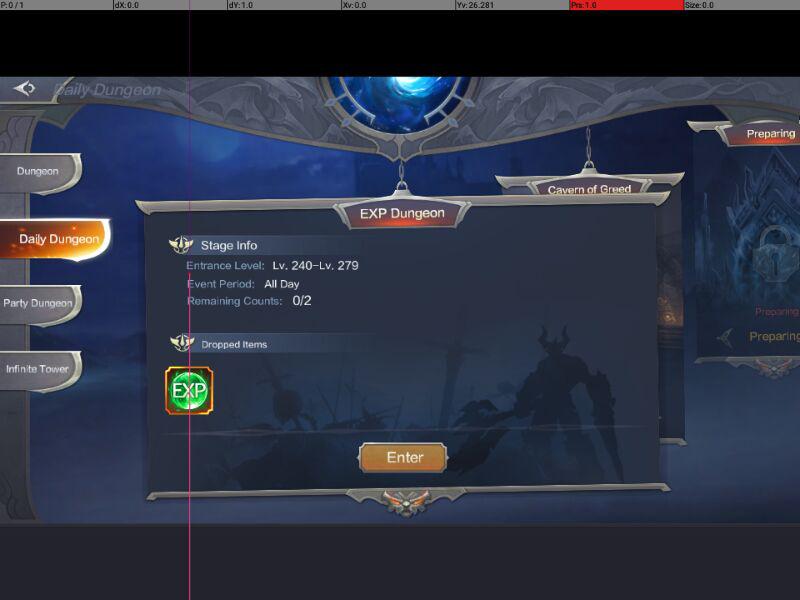 P: 0 / 1
dX: 0.0
dY: 1.0
Xv: 0.0
Yv: 26.281
Prs: 1.0
Size: 0.0
Daily Dungeon
Preparing
Dungeon
Cavern of Greed
EXP Dungeon
Daily Dungeon
Stage Info
Entrance Level: Lv. 240-Lv. 279
Event Period: All Day
Remaining Counts: 0/2
Party Dungeon
Preparing
Preparing
Dropped Items
Infinite Tower
EXP
Enter